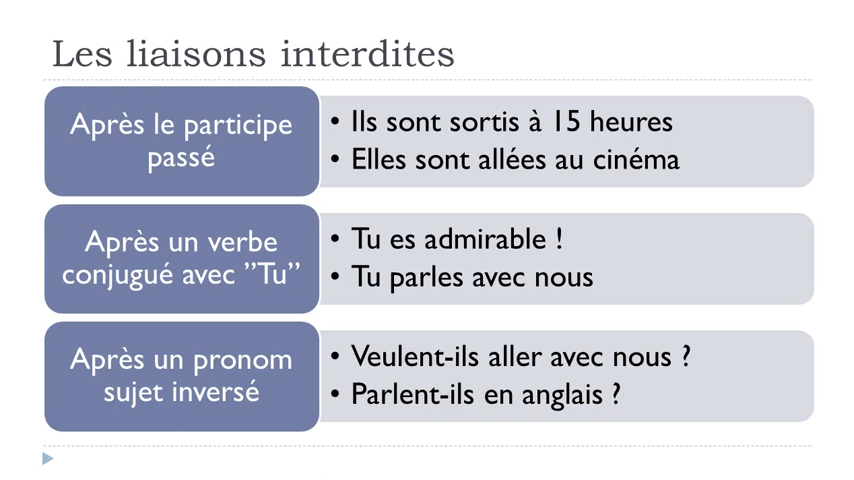 Les liaisons interdites
Après le participe
passé
• Ils sont sortis à 15 heures
• Elles sont allées au cinéma
Après un verbe
conjugué avec ”Tu”
• Tu es admirable !
• Tu parles avec nous
Après un pronom
sujet inversé
• Veulent-ils aller avec nous ?
• Parlent-ils en anglais ?